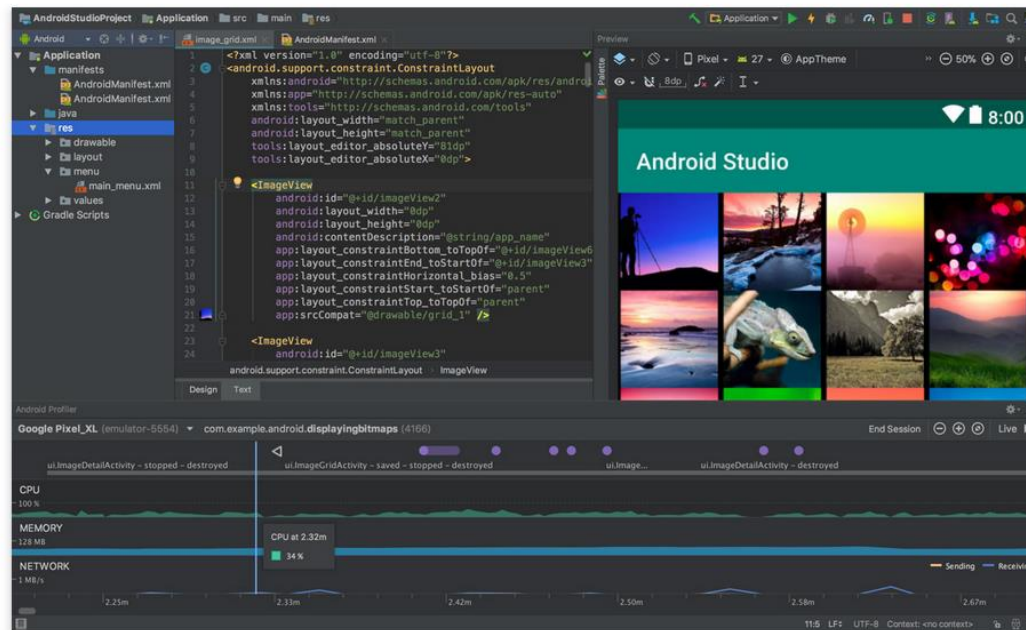 AndroidStudioProject Application src main res
Application
Android
image_grid.xml AndroidManifest.xml
Preview
Application
manifests
AndroidManifest.xml
AndroidManifest.xml
java
res
drawable
layout
menu
main_menu.xml
values
Gradle Scripts
1 <?xml version="1.0" encoding="utf-8"?>
2 <android.support.constraint.ConstraintLayout
3 xmlns:android="http://schemas.android.com/apk/res/andro
4 xmlns:app="http://schemas.android.com/apk/res-auto"
5 xmlns:tools="http://schemas.android.com/tools"
6 android:layout_width="match_parent"
7 android:layout_height="match_parent"
8 tools:layout_editor_absoluteY="81dp"
9 tools:layout_editor_absoluteX="0dp">
10
11 <ImageView
12 android:id="@+id/imageView2"
13 android:layout_width="0dp"
14 android:layout_height="0dp"
15 android:contentDescription="@string/app_name"
16 app:layout_constraintBottom_toTopOf="@+id/imageView6
17 app:layout_constraintEnd_toStartOf="@+id/imageView3"
18 app:layout_constraintHorizontal_bias="0.5"
19 app:layout_constraintStart_toStartOf="parent"
20 app:layout_constraintTop_toTopOf="parent"
21 app:srcCompat="@drawable/grid_1" />
22
23 <ImageView
24 android:id="@+id/imageView3"
android.support.constraint.ConstraintLayout ImageView
Design Text
Palette
Pixel 27 AppTheme 50%
8dp
8:00
Android Studio
Android Profiler
Google Pixel_XL (emulator-5554) com.example.android.displayingbitmaps (4166) End Session Live
ui.ImageDetailActivity - stopped - destroyed ui.ImageGridActivity - saved - stopped - destroyed ui.Image... ui.ImageDetailActivity - destroyed
CPU
100 %
MEMORY
128 MB
CPU at 2.32m
34 %
NETWORK
Sending Receivin
1 MB/s
2.25m 2.33m 2.42m 2.50m 2.58m 2.67m
11:5 LF÷ UTF-8 Context: <no context>